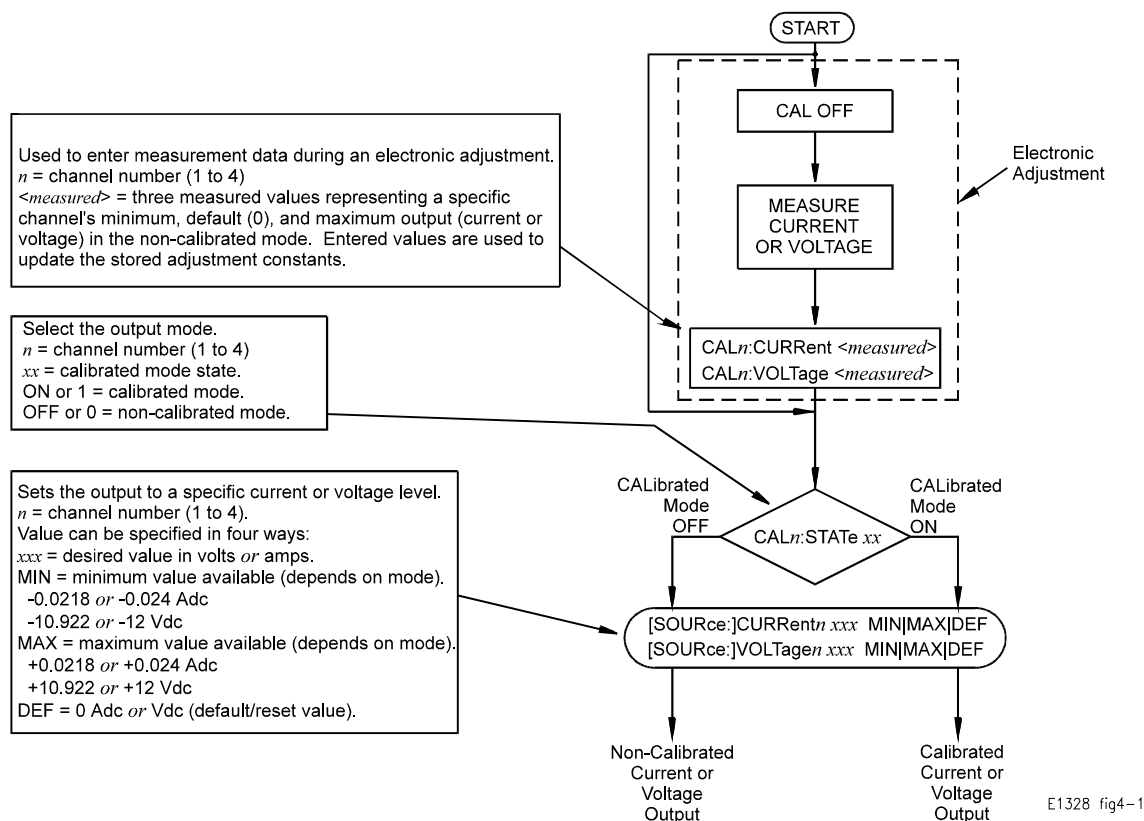 START
CAL OFF
MEASURE
CURRENT
OR VOLTAGE
Electronic
Adjustment
Used to enter measurement data during an electronic adjustment.
n = channel number (1 to 4)
<measured> = three measured values representing a specific
channel's minimum, default (0), and maximum output (current or
voltage) in the non-calibrated mode. Entered values are used to
update the stored adjustment constants.
CALn:CURRent <measured>
CALn:VOLTage <measured>
Select the output mode.
n = channel number (1 to 4)
xx = calibrated mode state.
ON or 1 = calibrated mode.
OFF or 0 = non-calibrated mode.
CALibrated
Mode
OFF
CALn:STATe xx
CALibrated
Mode
ON
Sets the output to a specific current or voltage level.
n = channel number (1 to 4).
Value can be specified in four ways:
xxx = desired value in volts or amps.
MIN = minimum value available (depends on mode).
-0.0218 or -0.024 Adc
-10.922 or -12 Vdc
MAX = maximum value available (depends on mode).
+0.0218 or +0.024 Adc
+10.922 or +12 Vdc
DEF = 0 Adc or Vdc (default/reset value).
[SOURce:]CURRentn xxx MIN|MAX|DEF
[SOURce:]VOLTagen xxx MIN|MAX|DEF
Non-Calibrated
Current or
Voltage
Output
Calibrated
Current or
Voltage
Output
E1328 fig4-1